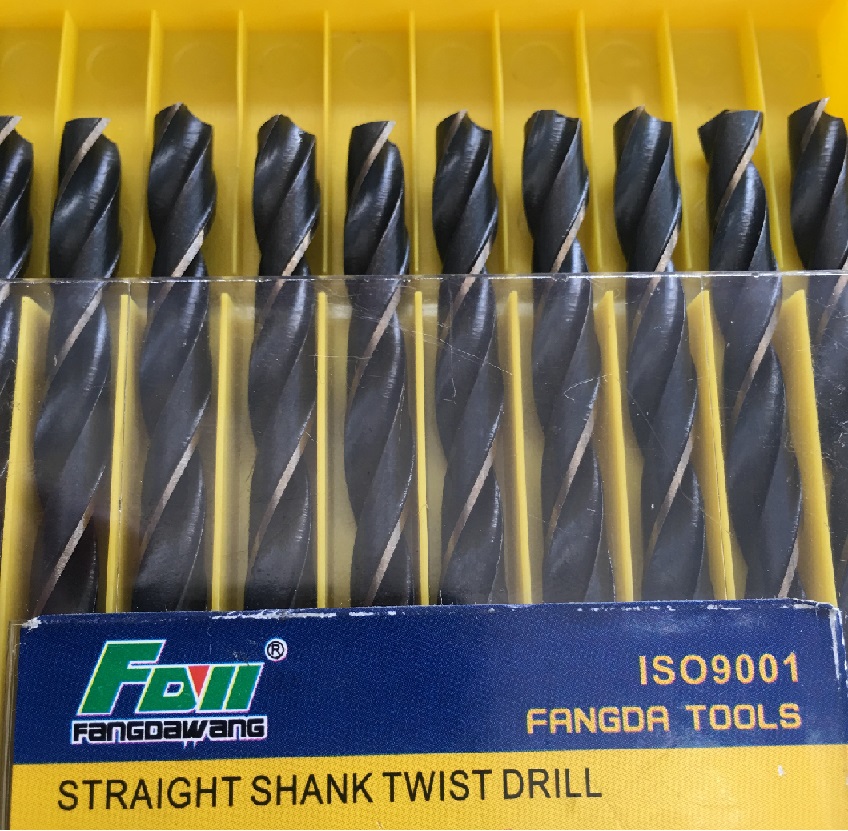 FDW ®
FANGDAWANG
ISO9001
FANGDA TOOLS
STRAIGHT SHANK TWIST DRILL